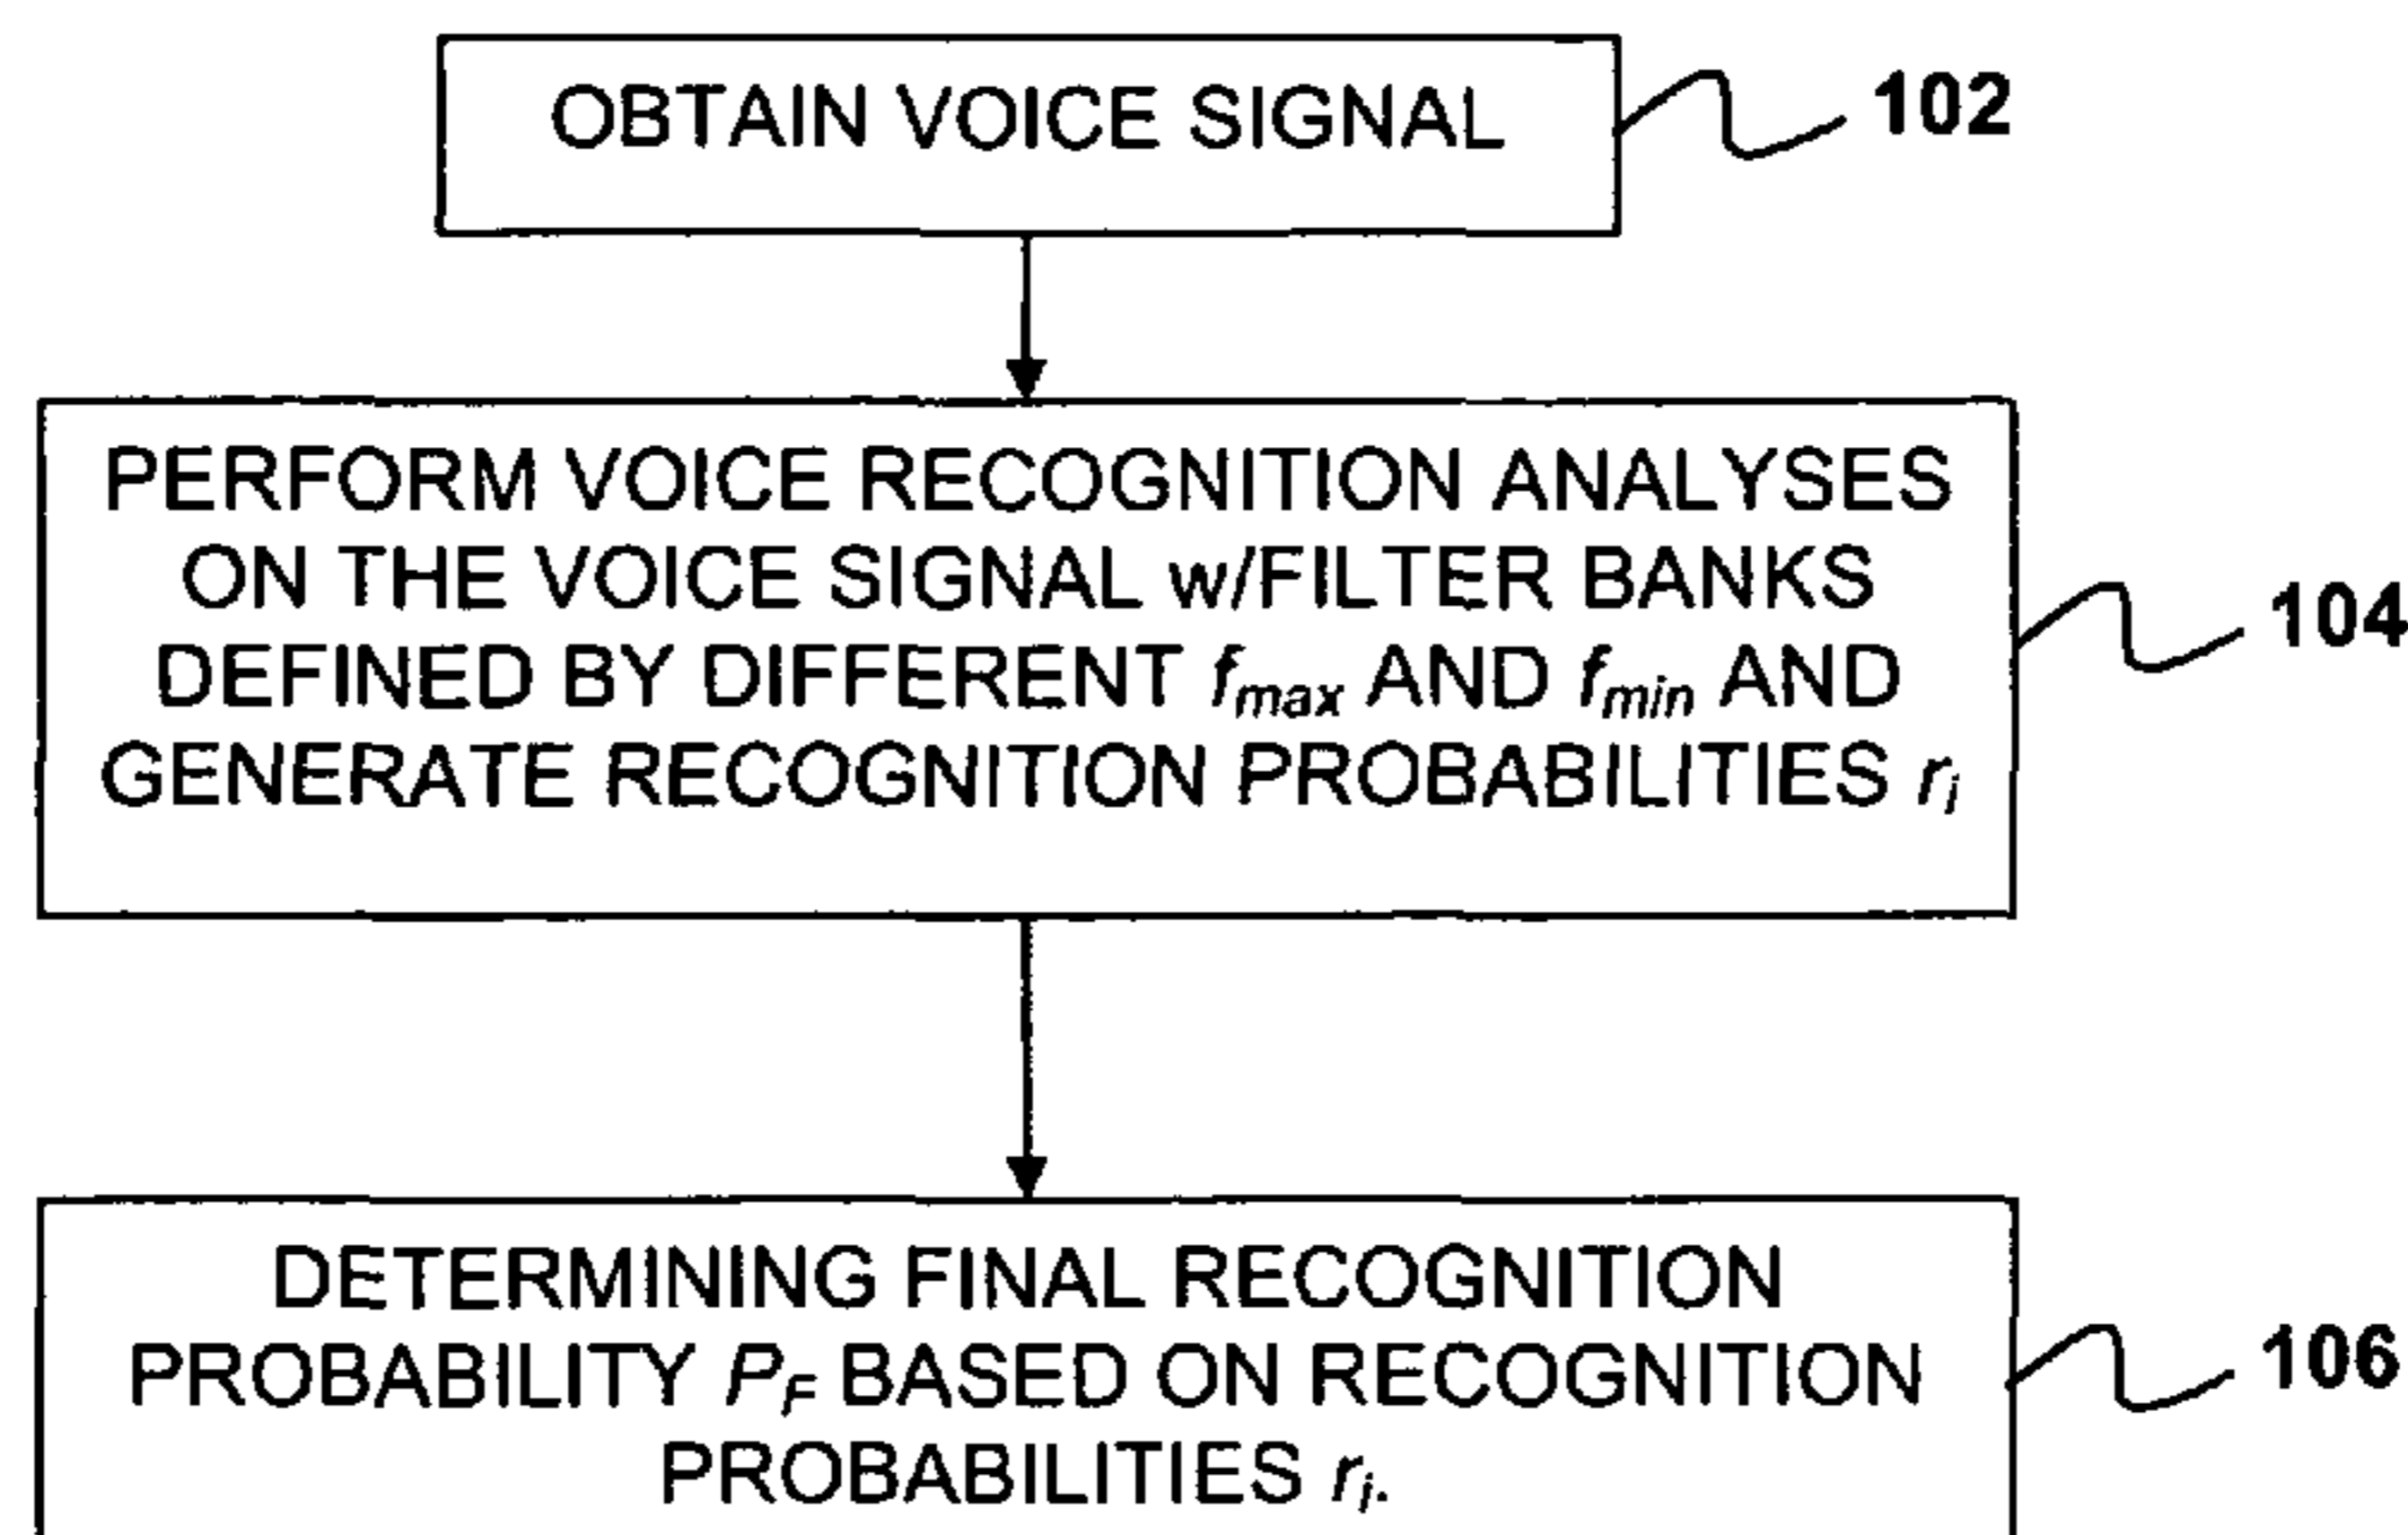 OBTAIN VOICE SIGNAL
102
PERFORM VOICE RECOGNITION ANALYSES
ON THE VOICE SIGNAL w/FILTER BANKS
DEFINED BY DIFFERENT fmax AND fmin AND
GENERATE RECOGNITION PROBABILITIES ri
104
DETERMINING FINAL RECOGNITION
PROBABILITY PF BASED ON RECOGNITION
PROBABILITIES ri.
106